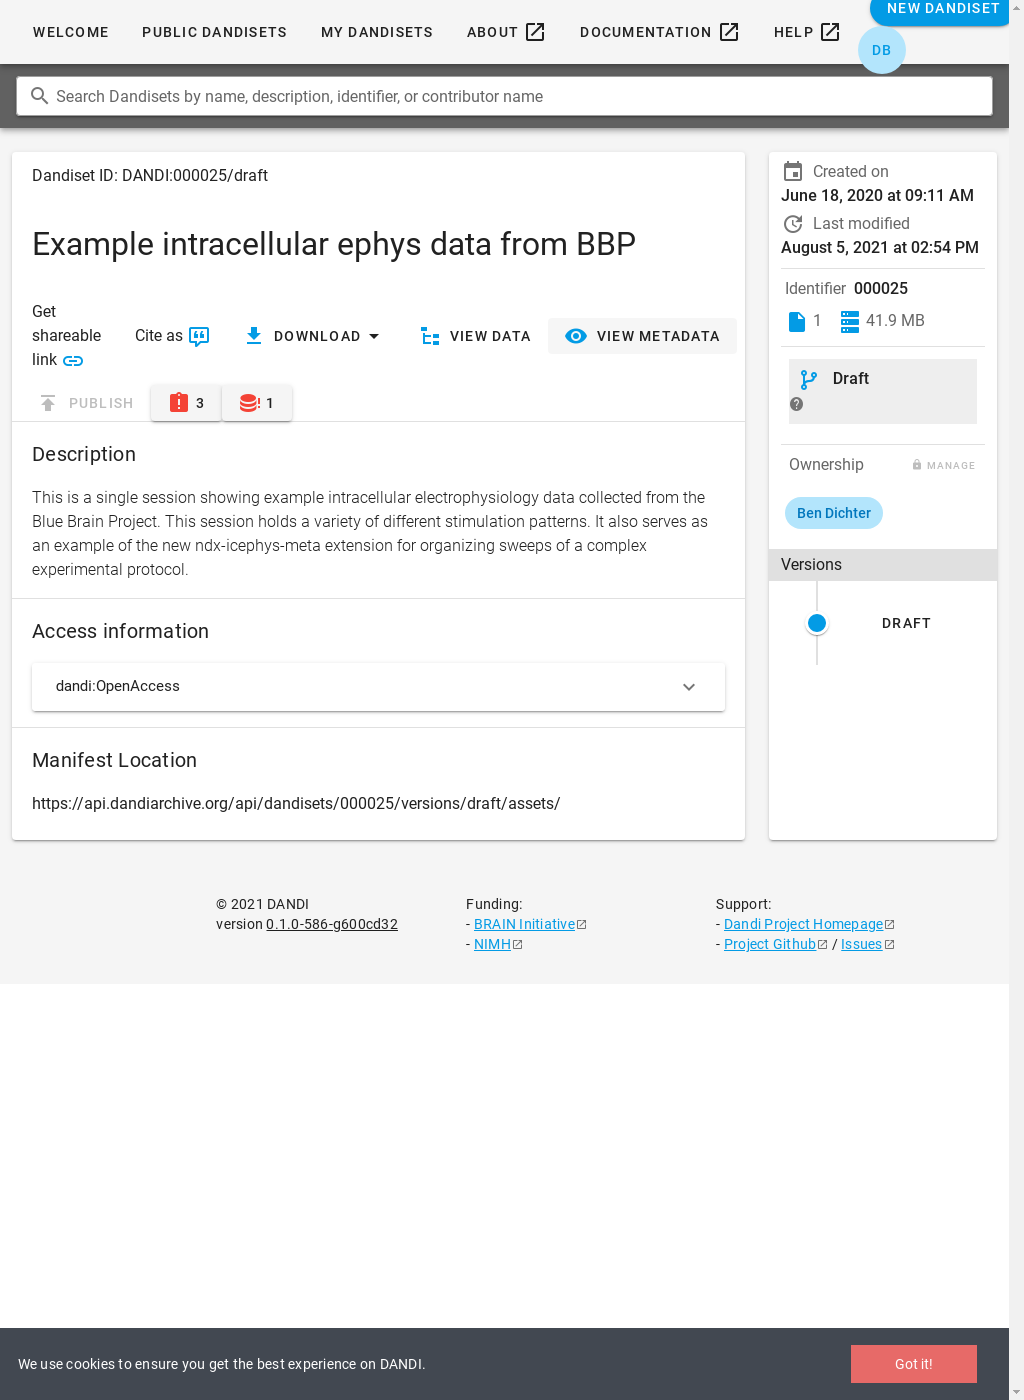 NEW DANDISET
WELCOME PUBLIC DANDISETS MY DANDISETS ABOUT DOCUMENTATION HELP
DB
Search Dandisets by name, description, identifier, or contributor name
Dandiset ID: DANDI:000025/draft
Example intracellular ephys data from BBP
Get
shareable
link
Cite as
DOWNLOAD
VIEW DATA
VIEW METADATA
PUBLISH
3
1
Description
This is a single session showing example intracellular electrophysiology data collected from the
Blue Brain Project. This session holds a variety of different stimulation patterns. It also serves as
an example of the new ndx-icephys-meta extension for organizing sweeps of a complex
experimental protocol.
Access information
dandi:OpenAccess
Manifest Location
https://api.dandiarchive.org/api/dandisets/000025/versions/draft/assets/
Created on
June 18, 2020 at 09:11 AM
Last modified
August 5, 2021 at 02:54 PM
Identifier 000025
1 41.9 MB
Draft
Ownership MANAGE
Ben Dichter
Versions
DRAFT
© 2021 DANDI
version 0.1.0-586-g600cd32
Funding:
- BRAIN Initiative
- NIMH
Support:
- Dandi Project Homepage
- Project Github / Issues
We use cookies to ensure you get the best experience on DANDI.
Got it!